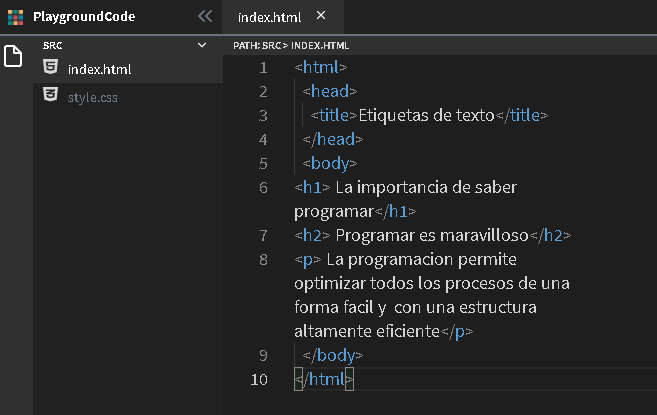 PlaygroundCode
index.html
SRC
PATH: SRC > INDEX.HTML
index.html
style.css
1 <html>
2 <head>
3 <title>Etiquetas de texto</title>
4 </head>
5 <body>
6 <h1> La importancia de saber
programar</h1>
7 <h2> Programar es maravilloso</h2>
8 <p> La programacion permite
optimizar todos los procesos de una
forma facil y  con una estructura
altamente eficiente</p>
9 </body>
10 </html>